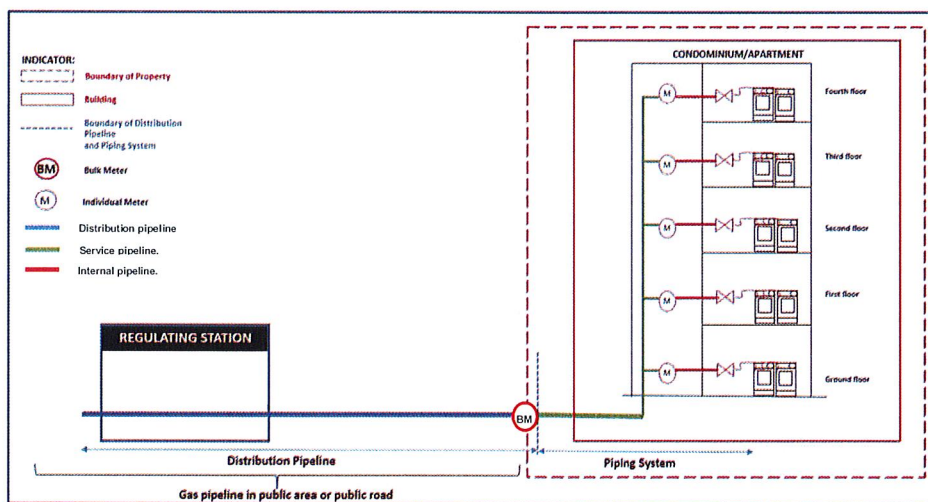 INDICATOR:
Boundary of Property
Building
Boundary of Distribution
Pipeline
and Piping System
BM
Bulk Meter
M
Individual Meter
Distribution pipeline
Service pipeline.
Internal pipeline.
REGULATING STATION
CONDOMINIUM/APARTMENT
M
Fourth floor
M
Third floor
M
Second floor
M
First floor
M
Ground floor
BM
Distribution Pipeline
Piping System
Gas pipeline in public area or public road